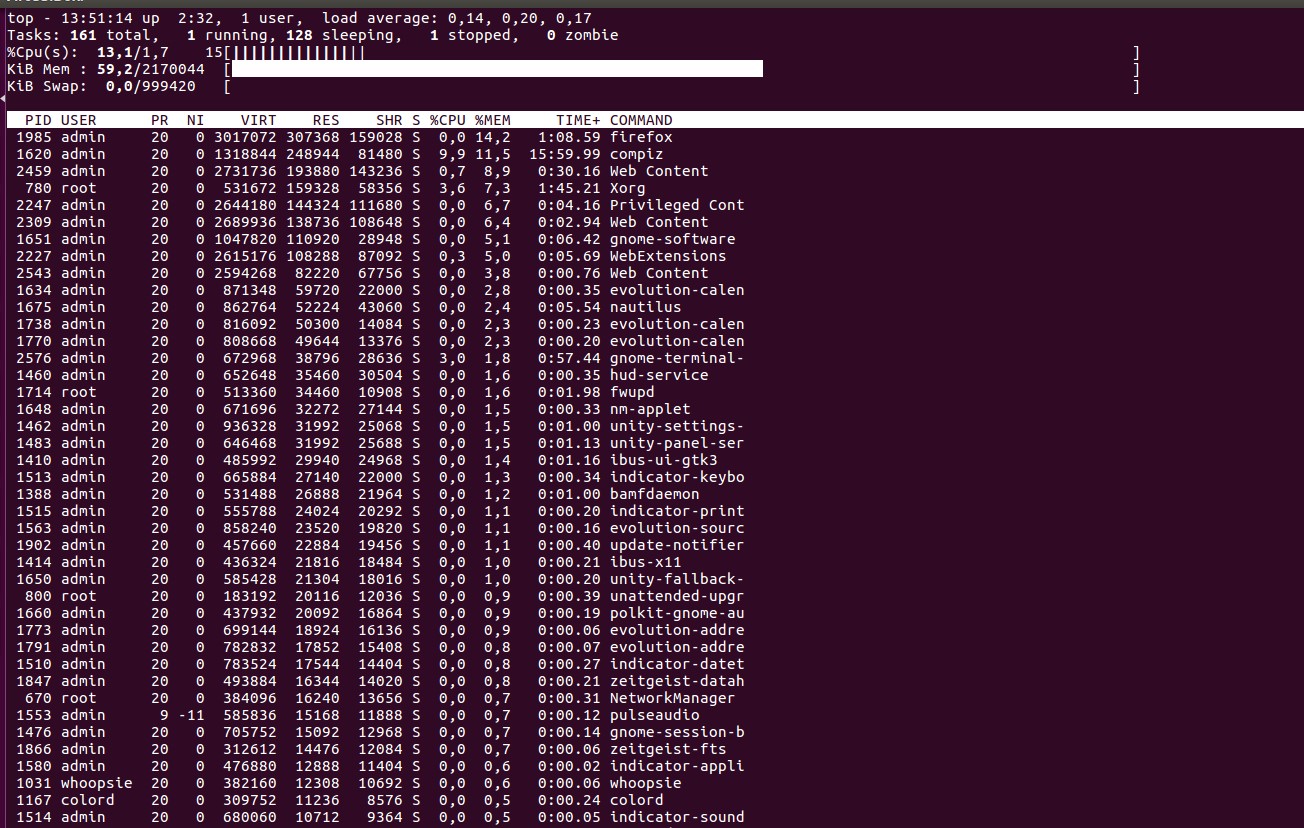 top - 13:51:14 up  2:32,  1 user,  load average: 0,14, 0,20, 0,17
Tasks: 161 total,   1 running, 128 sleeping,   1 stopped,   0 zombie
%Cpu(s):  13,1/1,7    15[|||||||||||||||                                                                                      ]
KiB Mem : 59,2/2170044  [                                                                                                     ]
KiB Swap:  0,0/999420   [                                                                                                     ]
  PID USER      PR  NI    VIRT    RES    SHR S %CPU %MEM     TIME+ COMMAND
 1985 admin     20   0 3017072 307368 159028 S  0,0 14,2   1:08.59 firefox
 1620 admin     20   0 1318844 248944  81480 S  9,9 11,5  15:59.99 compiz
 2459 admin     20   0 2731736 193880 143236 S  0,7  8,9   0:30.16 Web Content
  780 root      20   0  531672 159328  58356 S  3,6  7,3   1:45.21 Xorg
 2247 admin     20   0 2644180 144324 111680 S  0,0  6,7   0:04.16 Privileged Cont
 2309 admin     20   0 2689936 138736 108648 S  0,0  6,4   0:02.94 Web Content
 1651 admin     20   0 1047820 110920  28948 S  0,0  5,1   0:06.42 gnome-software
 2227 admin     20   0 2615176 108288  87092 S  0,3  5,0   0:05.69 WebExtensions
 2543 admin     20   0 2594268  82220  67756 S  0,0  3,8   0:00.76 Web Content
 1634 admin     20   0  871348  59720  22000 S  0,0  2,8   0:00.35 evolution-calen
 1675 admin     20   0  862764  52224  43060 S  0,0  2,4   0:05.54 nautilus
 1738 admin     20   0  816092  50300  14084 S  0,0  2,3   0:00.23 evolution-calen
 1770 admin     20   0  808668  49644  13376 S  0,0  2,3   0:00.20 evolution-calen
 2576 admin     20   0  672968  38796  28636 S  3,0  1,8   0:57.44 gnome-terminal-
 1460 admin     20   0  652648  35460  30504 S  0,0  1,6   0:00.35 hud-service
 1714 root      20   0  513360  34460  10908 S  0,0  1,6   0:01.98 fwupd
 1648 admin     20   0  671696  32272  27144 S  0,0  1,5   0:00.33 nm-applet
 1462 admin     20   0  936328  31992  25068 S  0,0  1,5   0:01.00 unity-settings-
 1483 admin     20   0  646468  31992  25688 S  0,0  1,5   0:01.13 unity-panel-ser
 1410 admin     20   0  485992  29940  24968 S  0,0  1,4   0:01.16 ibus-ui-gtk3
 1513 admin     20   0  665884  27140  22000 S  0,0  1,3   0:00.34 indicator-keybo
 1388 admin     20   0  531488  26888  21964 S  0,0  1,2   0:01.00 bamfdaemon
 1515 admin     20   0  555788  24024  20292 S  0,0  1,1   0:00.20 indicator-print
 1563 admin     20   0  858240  23520  19820 S  0,0  1,1   0:00.16 evolution-sourc
 1902 admin     20   0  457660  22884  19456 S  0,0  1,1   0:00.40 update-notifier
 1414 admin     20   0  436324  21816  18484 S  0,0  1,0   0:00.21 ibus-x11
 1650 admin     20   0  585428  21304  18016 S  0,0  1,0   0:00.20 unity-fallback-
  800 root      20   0  183192  20116  12036 S  0,0  0,9   0:00.39 unattended-upgr
 1660 admin     20   0  437932  20092  16864 S  0,0  0,9   0:00.19 polkit-gnome-au
 1773 admin     20   0  699144  18924  16136 S  0,0  0,9   0:00.06 evolution-addre
 1791 admin     20   0  782832  17852  15408 S  0,0  0,8   0:00.07 evolution-addre
 1510 admin     20   0  783524  17544  14404 S  0,0  0,8   0:00.27 indicator-datet
 1847 admin     20   0  493884  16344  14020 S  0,0  0,8   0:00.21 zeitgeist-datah
  670 root      20   0  384096  16240  13656 S  0,0  0,7   0:00.31 NetworkManager
 1553 admin      9 -11  585836  15168  11888 S  0,0  0,7   0:00.12 pulseaudio
 1476 admin     20   0  705752  15092  12968 S  0,0  0,7   0:00.14 gnome-session-b
 1866 admin     20   0  312612  14476  12084 S  0,0  0,7   0:00.06 zeitgeist-fts
 1580 admin     20   0  476880  12888  11404 S  0,0  0,6   0:00.02 indicator-appli
 1031 whoopsie  20   0  382160  12308  10692 S  0,0  0,6   0:00.06 whoopsie
 1167 colord    20   0  309752  11236   8576 S  0,0  0,5   0:00.24 colord
 1514 admin     20   0  680060  10712   9364 S  0,0  0,5   0:00.05 indicator-sound